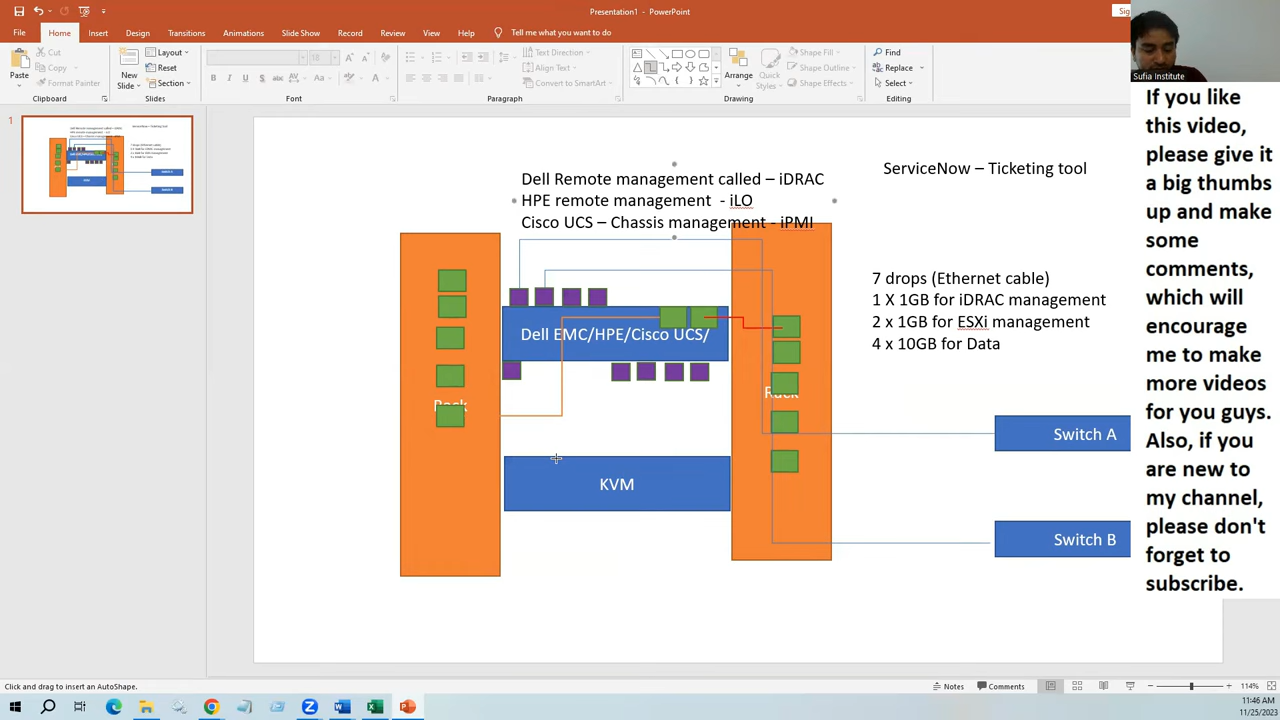 Presentation1 - PowerPoint
File
Home
Insert
Design
Transitions
Animations
Slide Show
Record
Review
View
Help
Tell me what you want to do
Paste
Cut
Copy
Format Painter
Clipboard
New
Slide
Layout
Reset
Section
Slides
18
Font
Text Direction
Align Text
Convert to SmartArt
Paragraph
Arrange
Quick
Styles
Shape Fill
Shape Outline
Shape Effects
Drawing
Find
Replace
Select
Editing
1
Dell Remote management called – iDRAC
HPE remote management - iLO
Cisco UCS – Chassis management - iPMI
ServiceNow – Ticketing tool
7 drops (Ethernet cable)
1 X 1GB for iDRAC management
2 x 1GB for ESXi management
4 x 10GB for Data
Dell EMC/HPE/Cisco UCS/
Rack
KVM
Switch A
Switch B
Sufia Institute
If you like
this video,
please give it
a big thumbs
up and make
some
comments,
which will
encourage
me to make
more videos
for you guys.
Also, if you
are new to
my channel,
please don't
forget to
subscribe.
Click and drag to insert an AutoShape.
Notes
Comments
114%
11:46 AM
11/25/2023